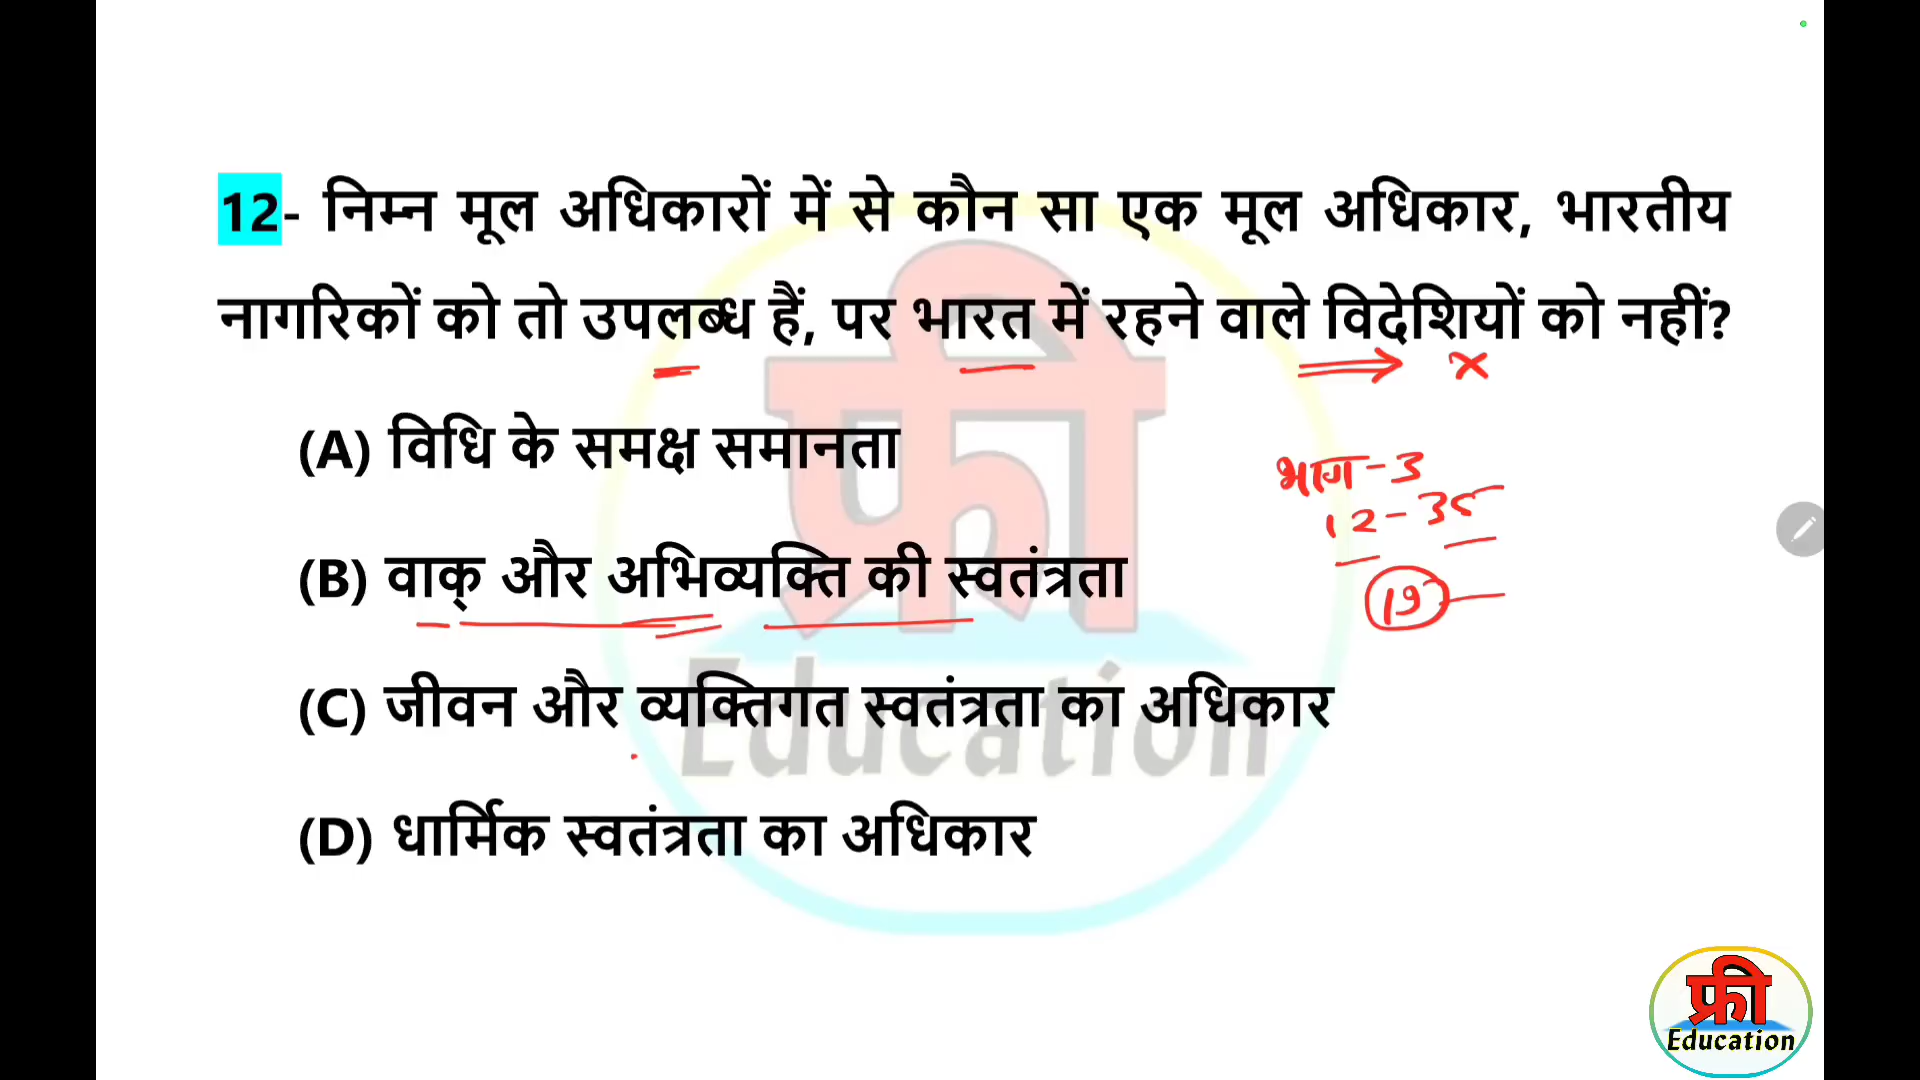 12- निम्न मूल अधिकारों में से कौन सा एक मूल अधिकार, भारतीय
नागरिकों को तो उपलब्ध हैं, पर भारत में रहने वाले विदेशियों को नहीं?
×
(A) विधि के समक्ष समानता
भाग-3
12-35
(B) वाक् और अभिव्यक्ति की स्वतंत्रता
19
(C) जीवन और व्यक्तिगत स्वतंत्रता का अधिकार
(D) धार्मिक स्वतंत्रता का अधिकार
फ्री
Education
फ्री
Education